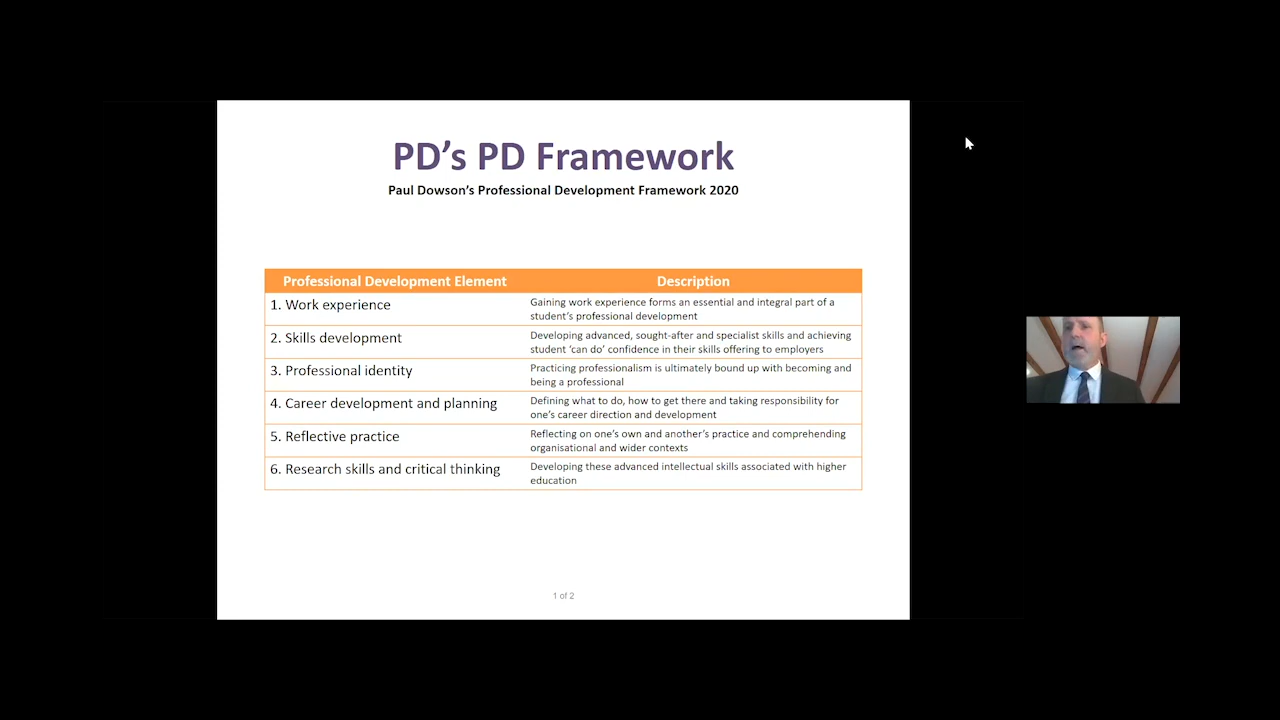 PD’s PD Framework
Paul Dowson’s Professional Development Framework 2020
Professional Development Element
Description
1. Work experience
Gaining work experience forms an essential and integral part of a
student’s professional development
2. Skills development
Developing advanced, sought-after and specialist skills and achieving
student ‘can do’ confidence in their skills offering to employers
3. Professional identity
Practicing professionalism is ultimately bound up with becoming and
being a professional
4. Career development and planning
Defining what to do, how to get there and taking responsibility for
one’s career direction and development
5. Reflective practice
Reflecting on one’s own and another’s practice and comprehending
organisational and wider contexts
6. Research skills and critical thinking
Developing these advanced intellectual skills associated with higher
education
1 of 2